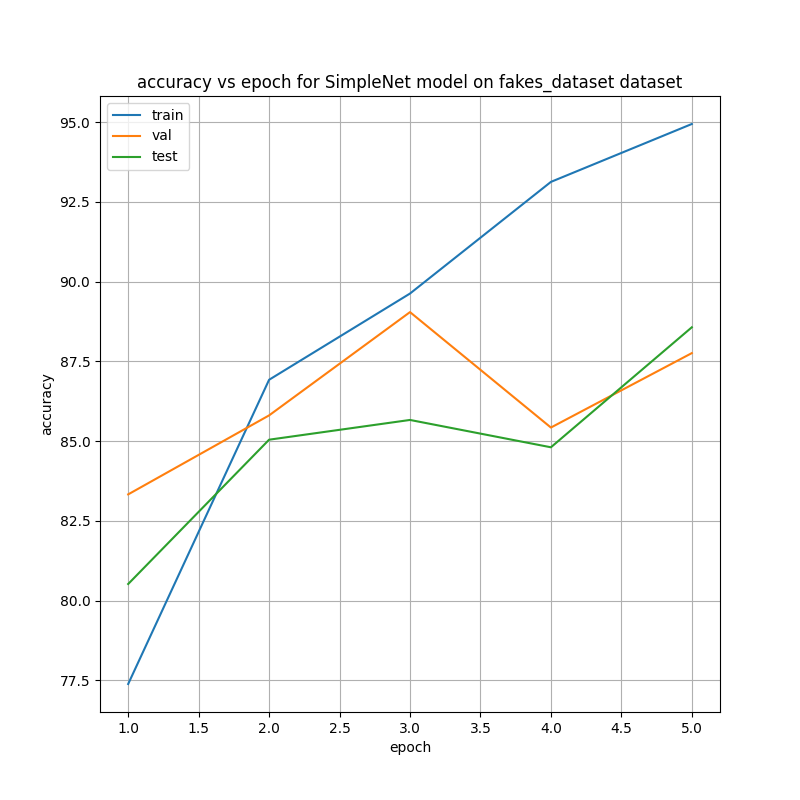 accuracy vs epoch for SimpleNet model on fakes_dataset dataset
train
val
test
95.0
92.5
90.0
87.5
85.0
82.5
80.0
77.5
accuracy
1.0 1.5 2.0 2.5 3.0 3.5 4.0 4.5 5.0
epoch